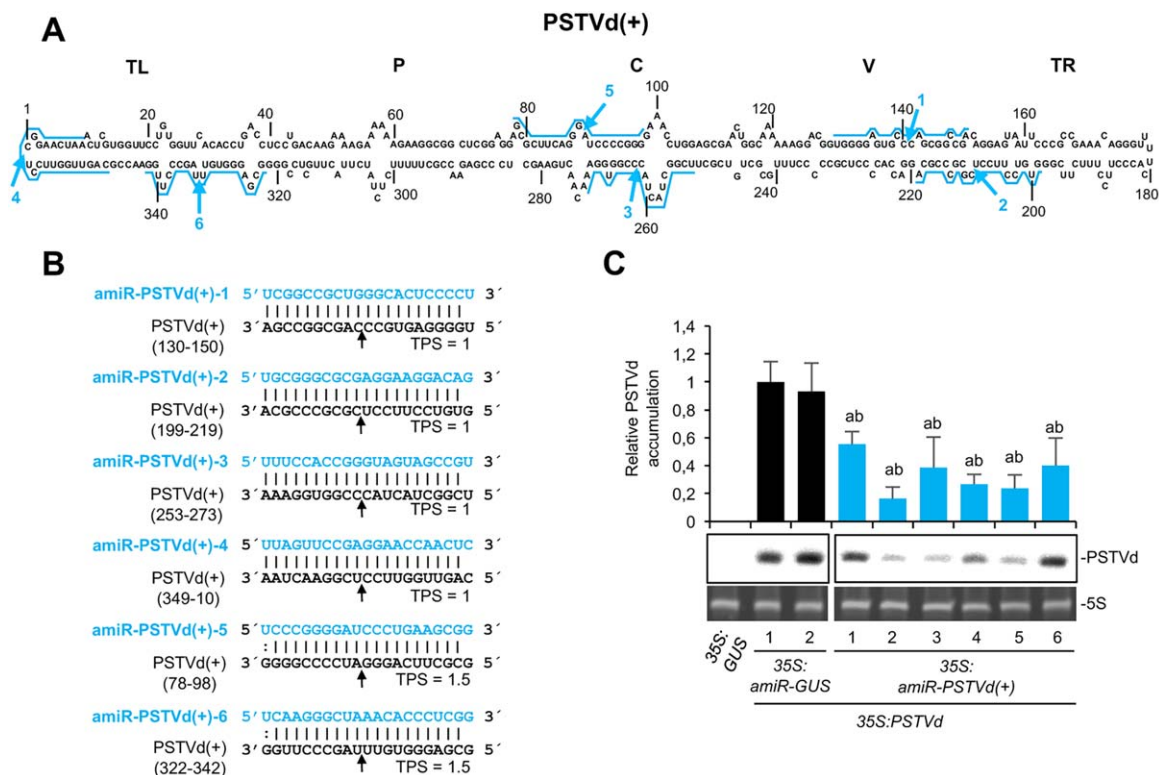 PSTVd(+)
A
TL P C V TR
1 20 40 60 80 100 120 140 160
5 1
4 6 3 2
340 320 300 280 260 240 220 200 180
B
amiR-PSTVd(+)-1 5′UCGGCCGCUGGGCACUCCCCU 3´
PSTVd(+) 3´AGCCGGCGACCCGUGAGGGGU 5´
(130-150) TPS = 1
amiR-PSTVd(+)-2 5′UGCGGGCGCGAGGAAGGACAG 3´
PSTVd(+) 3′ACGCCCGCGCUCCUUCCUGUG 5´
(199-219) TPS = 1
amiR-PSTVd(+)-3 5′UUUCCACCGGGUAGUAGCCGU 3´
PSTVd(+) 3´AAAGGUGGCCCAUCAUCGGCU 5´
(253-273) TPS = 1
amiR-PSTVd(+)-4 5´UUAGUUCCGAGGAACCAACUC 3´
PSTVd(+) 3´AAUCAAGGCUCCUUGGUUGAC 5´
(349-10) TPS = 1
amiR-PSTVd(+)-5 5´UCCCGGGGAUCCCUGAAGCGG 3´
:
PSTVd(+) 3´GGGGCCCCUAGGGACUUCGCG 5´
(78-98) TPS = 1.5
amiR-PSTVd(+)-6 5′UCAAGGGCUAAACACCCUCGG 3´
:
PSTVd(+) 3′GGUUCCCGAUUUGUGGGAGCG 5´
(322-342) TPS = 1.5
C
Relative PSTVd
accumulation
1,4
1,2
1
0,8
0,6
0,4
0,2
0
ab ab ab ab ab ab
-PSTVd
-5S
35S:
GUS
1 2 1 2 3 4 5 6
35S: 35S:
amiR-GUS amiR-PSTVd(+)
35S:PSTVd